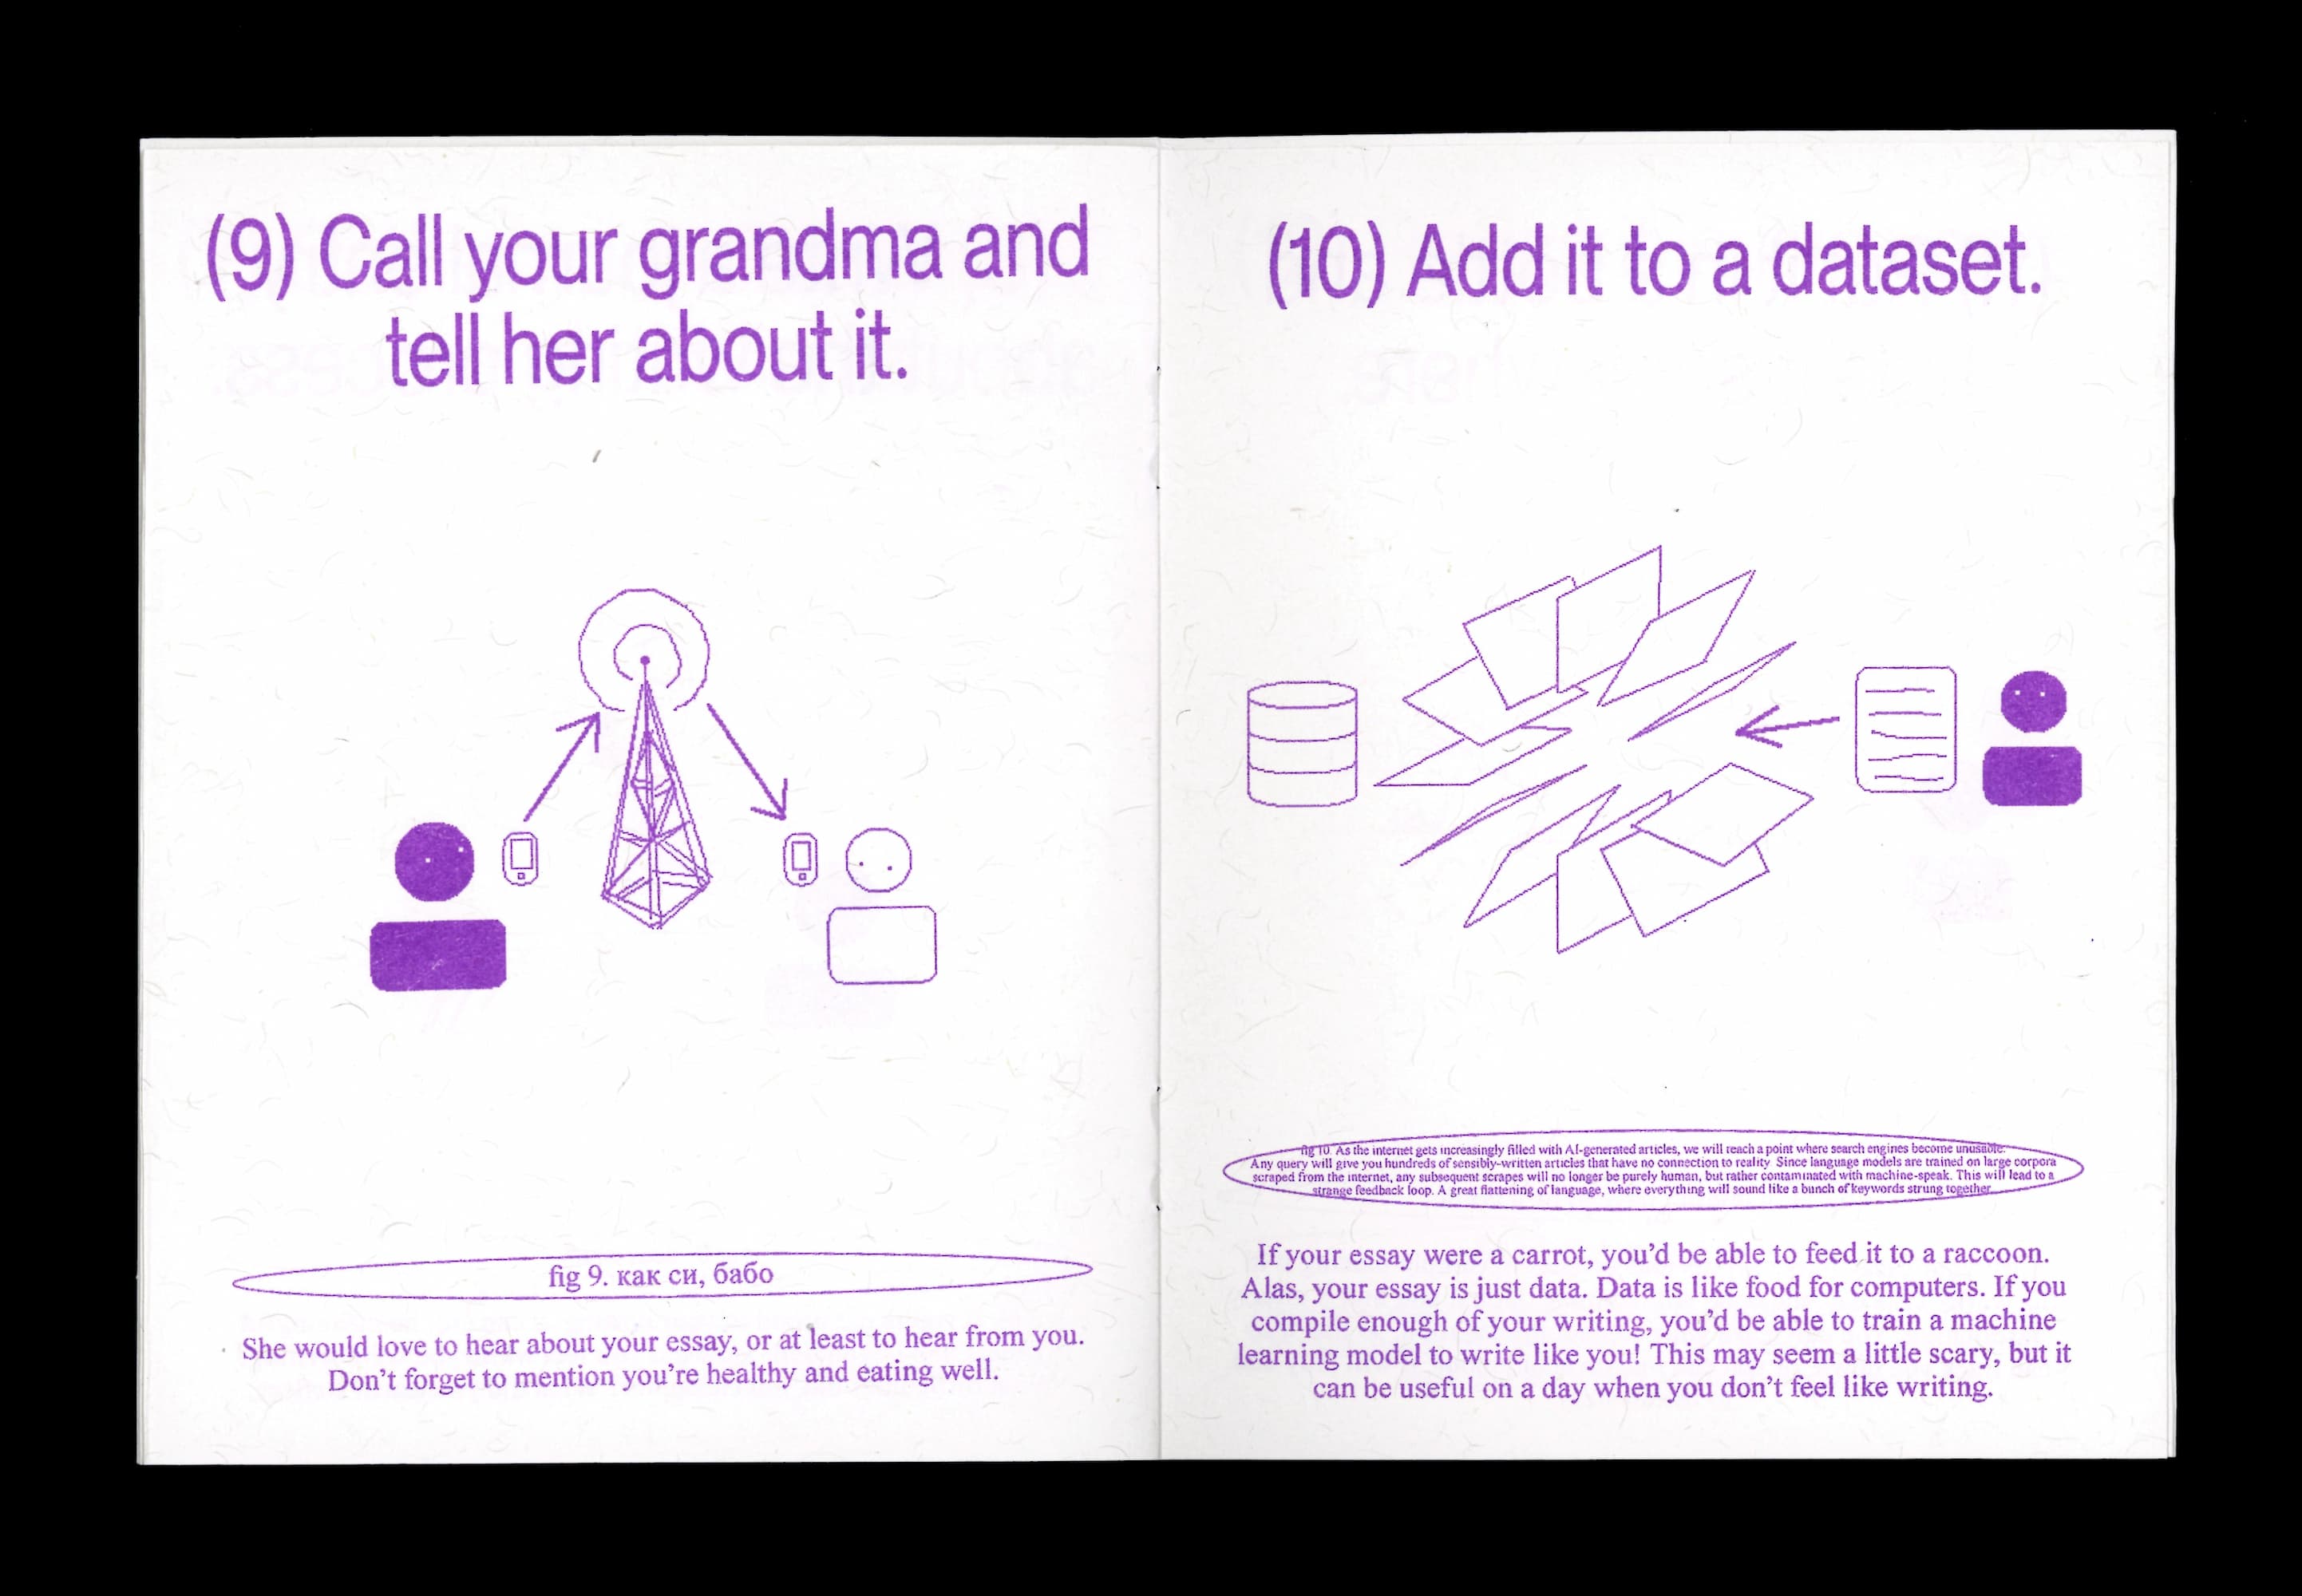 (9) Call your grandma and
tell her about it.
fig 9. как си, бабо
She would love to hear about your essay, or at least to hear from you.
Don't forget to mention you're healthy and eating well.
(10) Add it to a dataset.
fig 10. As the internet gets increasingly filled with AI-generated articles, we will reach a point where search engines become unusable.
Any query will give you hundreds of sensibly-written articles that have no connection to reality. Since language models are trained on large corpora
scraped from the internet, any subsequent scrapes will no longer be purely human, but rather contaminated with machine-speak. This will lead to a
strange feedback loop. A great flattening of language, where everything will sound like a bunch of keywords strung together.
If your essay were a carrot, you'd be able to feed it to a raccoon.
Alas, your essay is just data. Data is like food for computers. If you
compile enough of your writing, you'd be able to train a machine
learning model to write like you! This may seem a little scary, but it
can be useful on a day when you don't feel like writing.